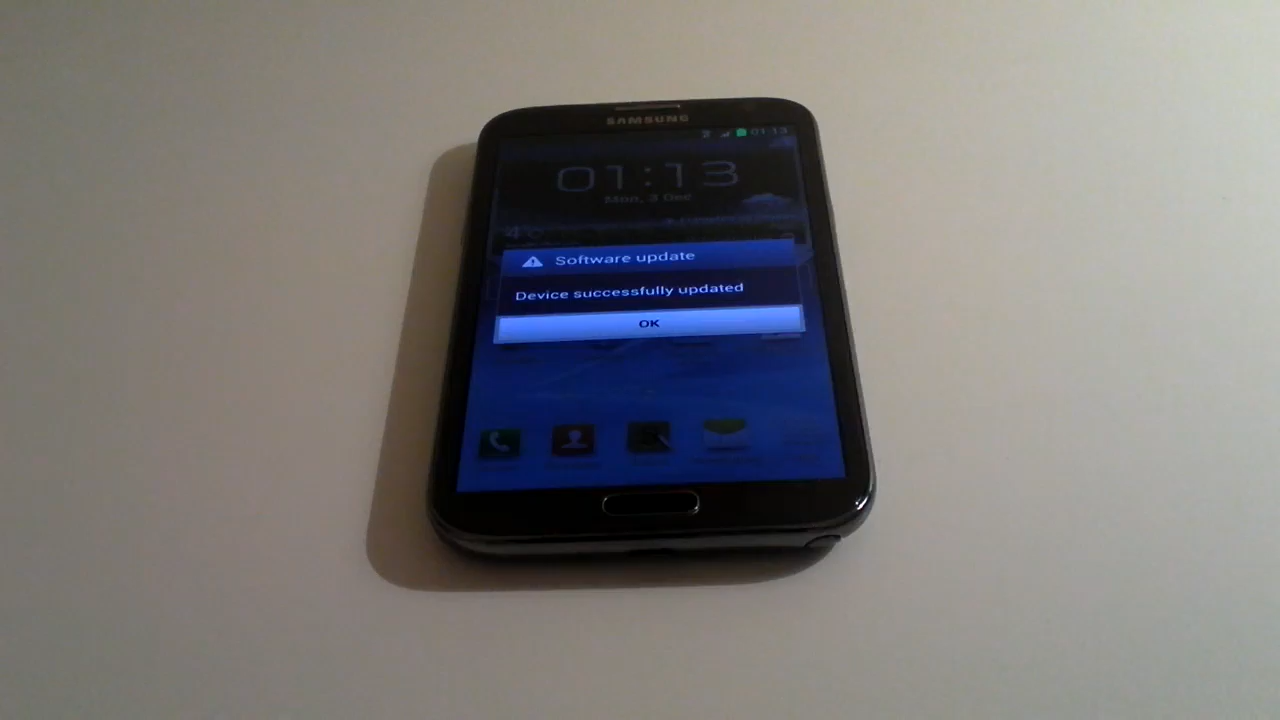 SAMSUNG
01:13
01:13
Mon, 3 Dec
Software update
Device successfully updated
OK